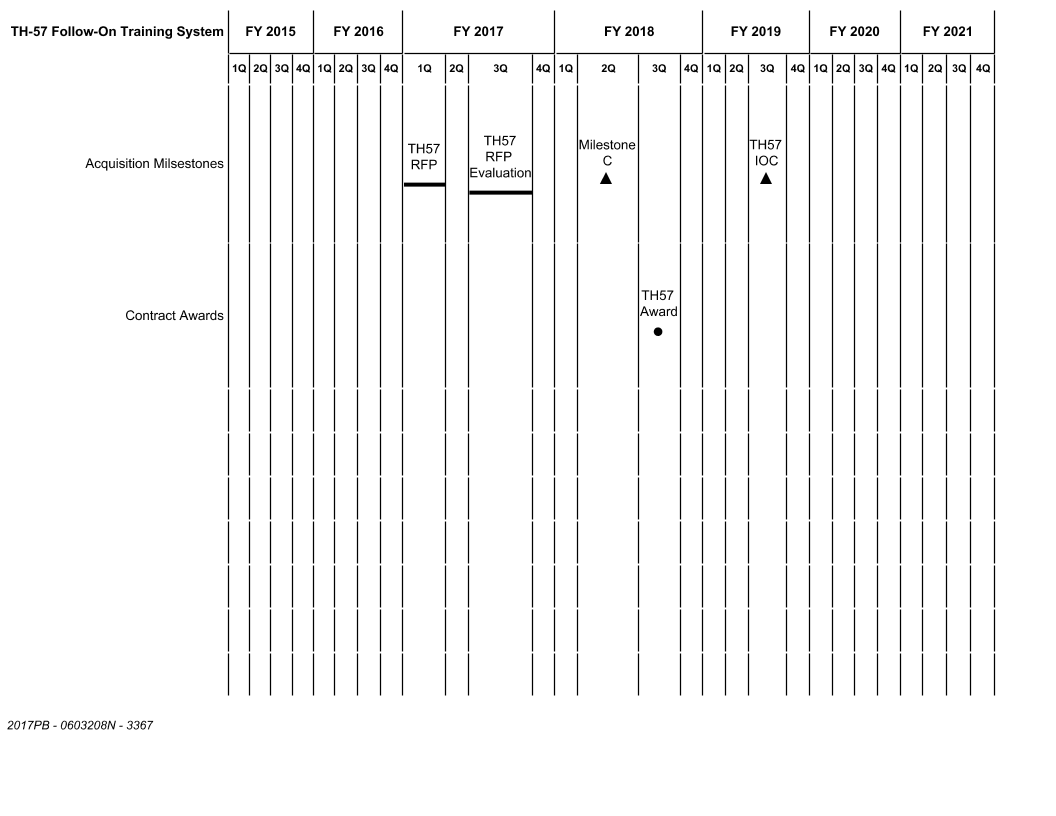 TH-57 Follow-On Training System FY 2015 FY 2016 FY 2017 FY 2018 FY 2019 FY 2020 FY 2021
1Q 2Q 3Q 4Q 1Q 2Q 3Q 4Q 1Q 2Q 3Q 4Q 1Q 2Q 3Q 4Q 1Q 2Q 3Q 4Q 1Q 2Q 3Q 4Q 1Q 2Q 3Q 4Q
Acquisition Milsestones
TH57
RFP
TH57
RFP
Evaluation
Milestone
C
TH57
IOC
Contract Awards
TH57
Award
2017PB - 0603208N - 3367